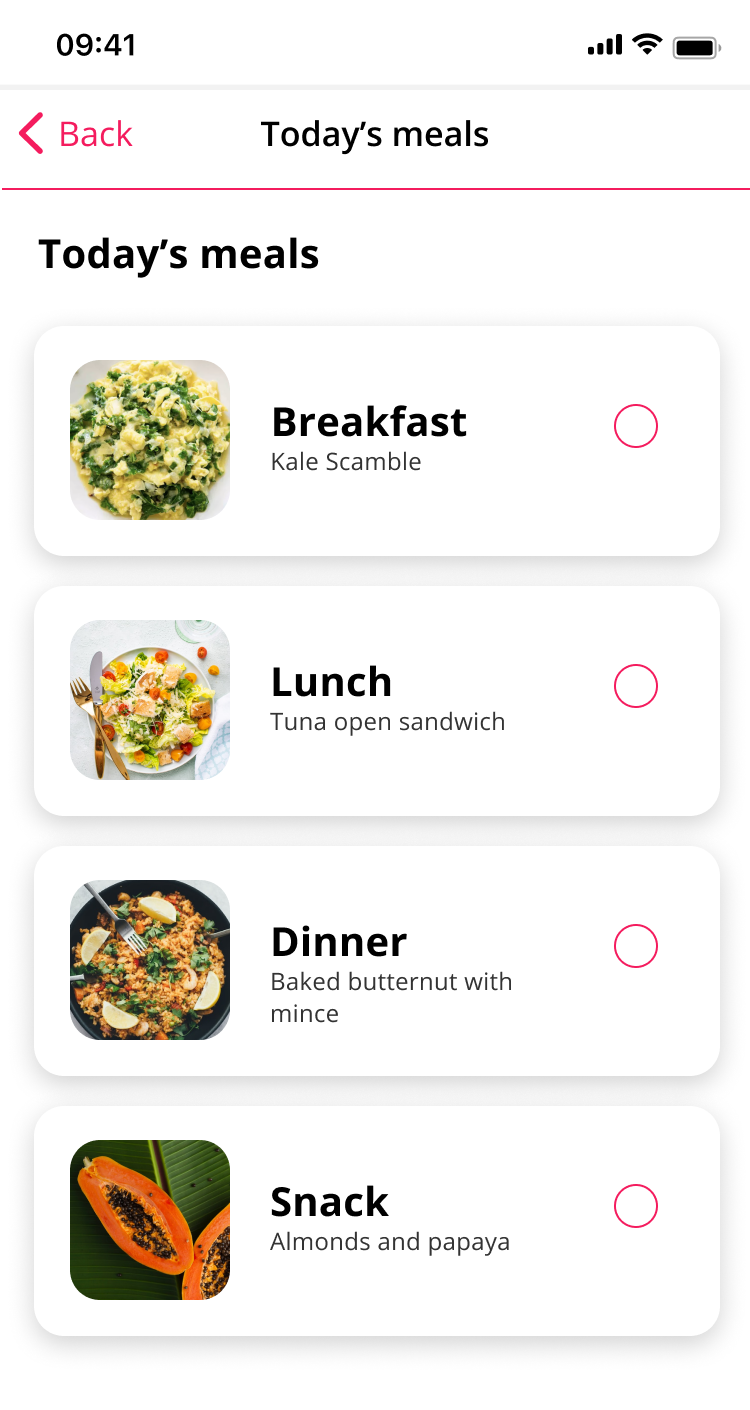 09:41
Back
Today’s meals
Today’s meals
Breakfast
Kale Scamble
Lunch
Tuna open sandwich
Dinner
Baked butternut with
mince
Snack
Almonds and papaya